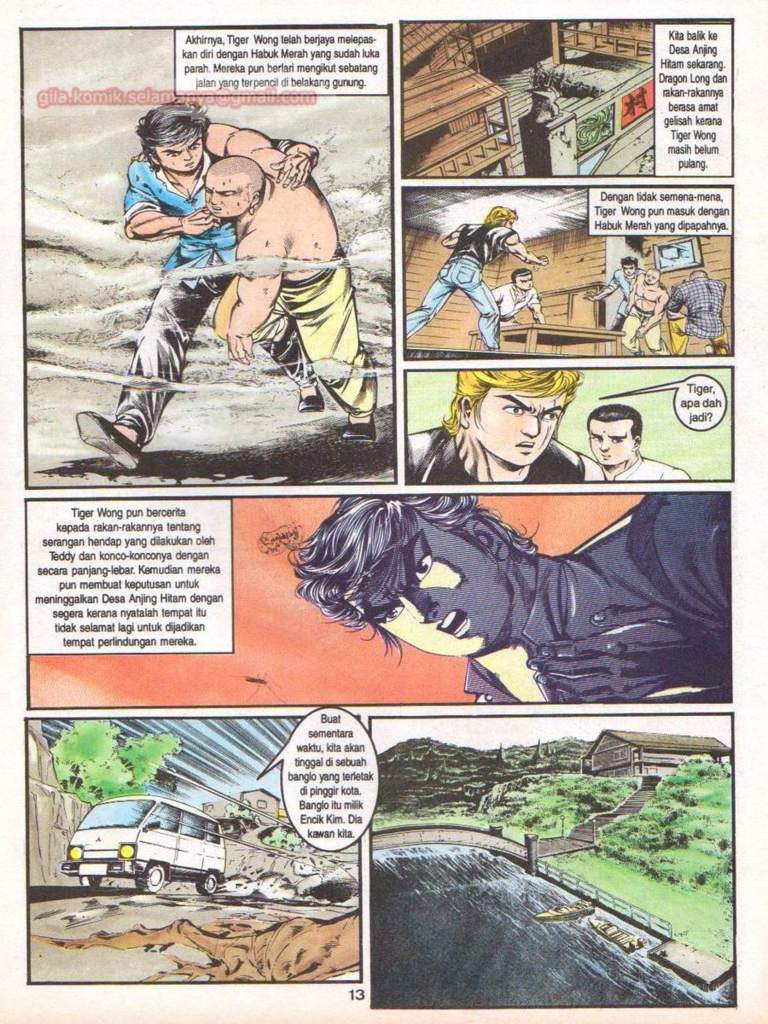 Akhirnya, Tiger Wong telah berjaya melepas-
kan diri dengan Habuk Merah yang sudah luka
parah. Mereka pun berlari mengikut sebatang
jalan yang terpencil di belakang gunung.
gila.komik.selamanya@gmail.com
Kita balik ke
Desa Anjing
Hitam sekarang.
Dragon Long dan
rakan-rakannya
berasa amat
gelisah kerana
Tiger Wong
masih belum
pulang.
村
Dengan tidak semena-mena,
Tiger Wong pun masuk dengan
Habuk Merah yang dipapahnya.
Tiger,
apa dah
jadi?
Tiger Wong pun bercerita
kepada rakan-rakannya tentang
serangan hendap yang dilakukan oleh
Teddy dan konco-konconya dengan
secara panjang-lebar. Kemudian mereka
pun membuat keputusan untuk
meninggalkan Desa Anjing Hitam dengan
segera kerana nyatalah tempat itu
tidak selamat lagi untuk dijadikan
tempat perlindungan mereka.
Buat
sementara
waktu, kita akan
tinggal di sebuah
banglo yang terletak
di pinggir kota.
Banglo itu milik
Encik Kim. Dia
kawan kita.
13